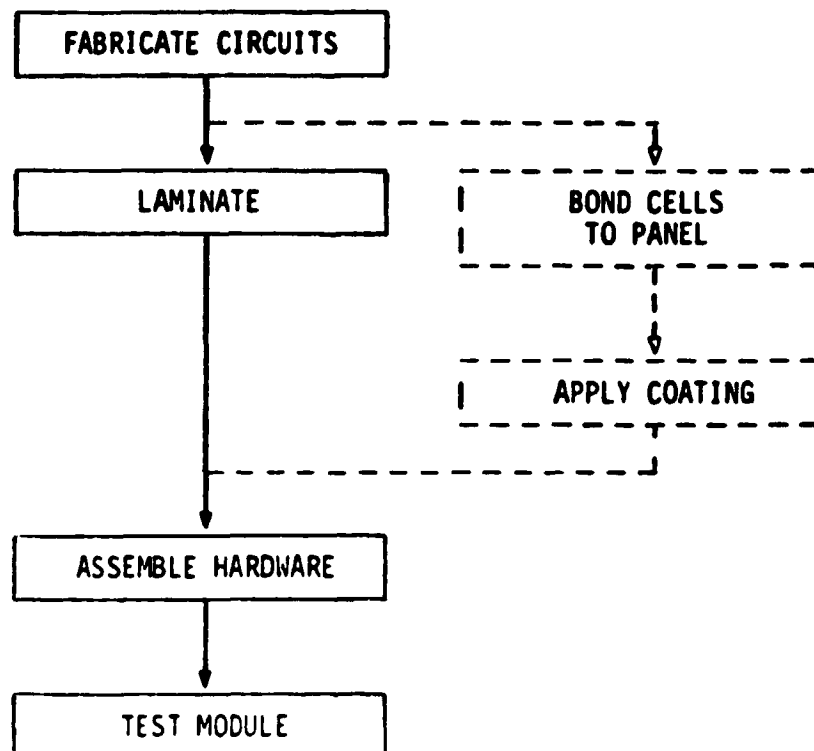 FABRICATE CIRCUITS
LAMINATE
BOND CELLS
TO PANEL
APPLY COATING
ASSEMBLE HARDWARE
TEST MODULE